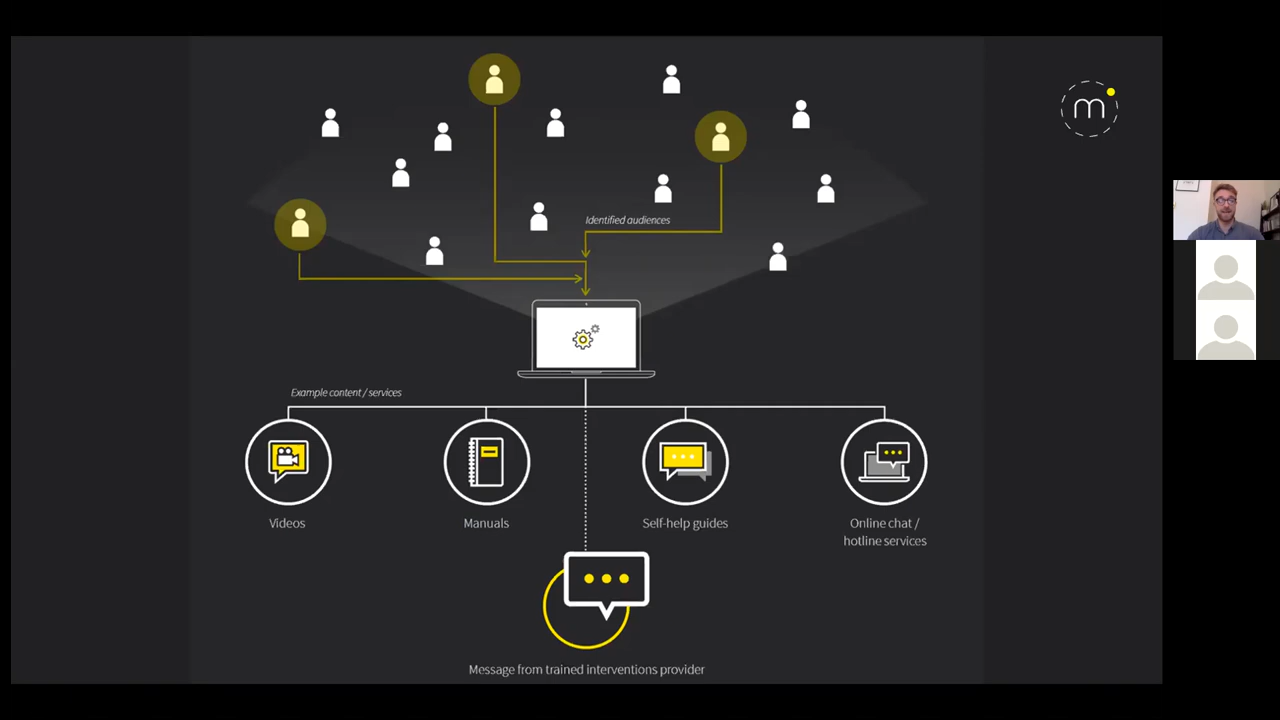 m
Identified audiences
Example content / services
Videos
Manuals
Self-help guides
Online chat /
hotline services
Message from trained interventions provider